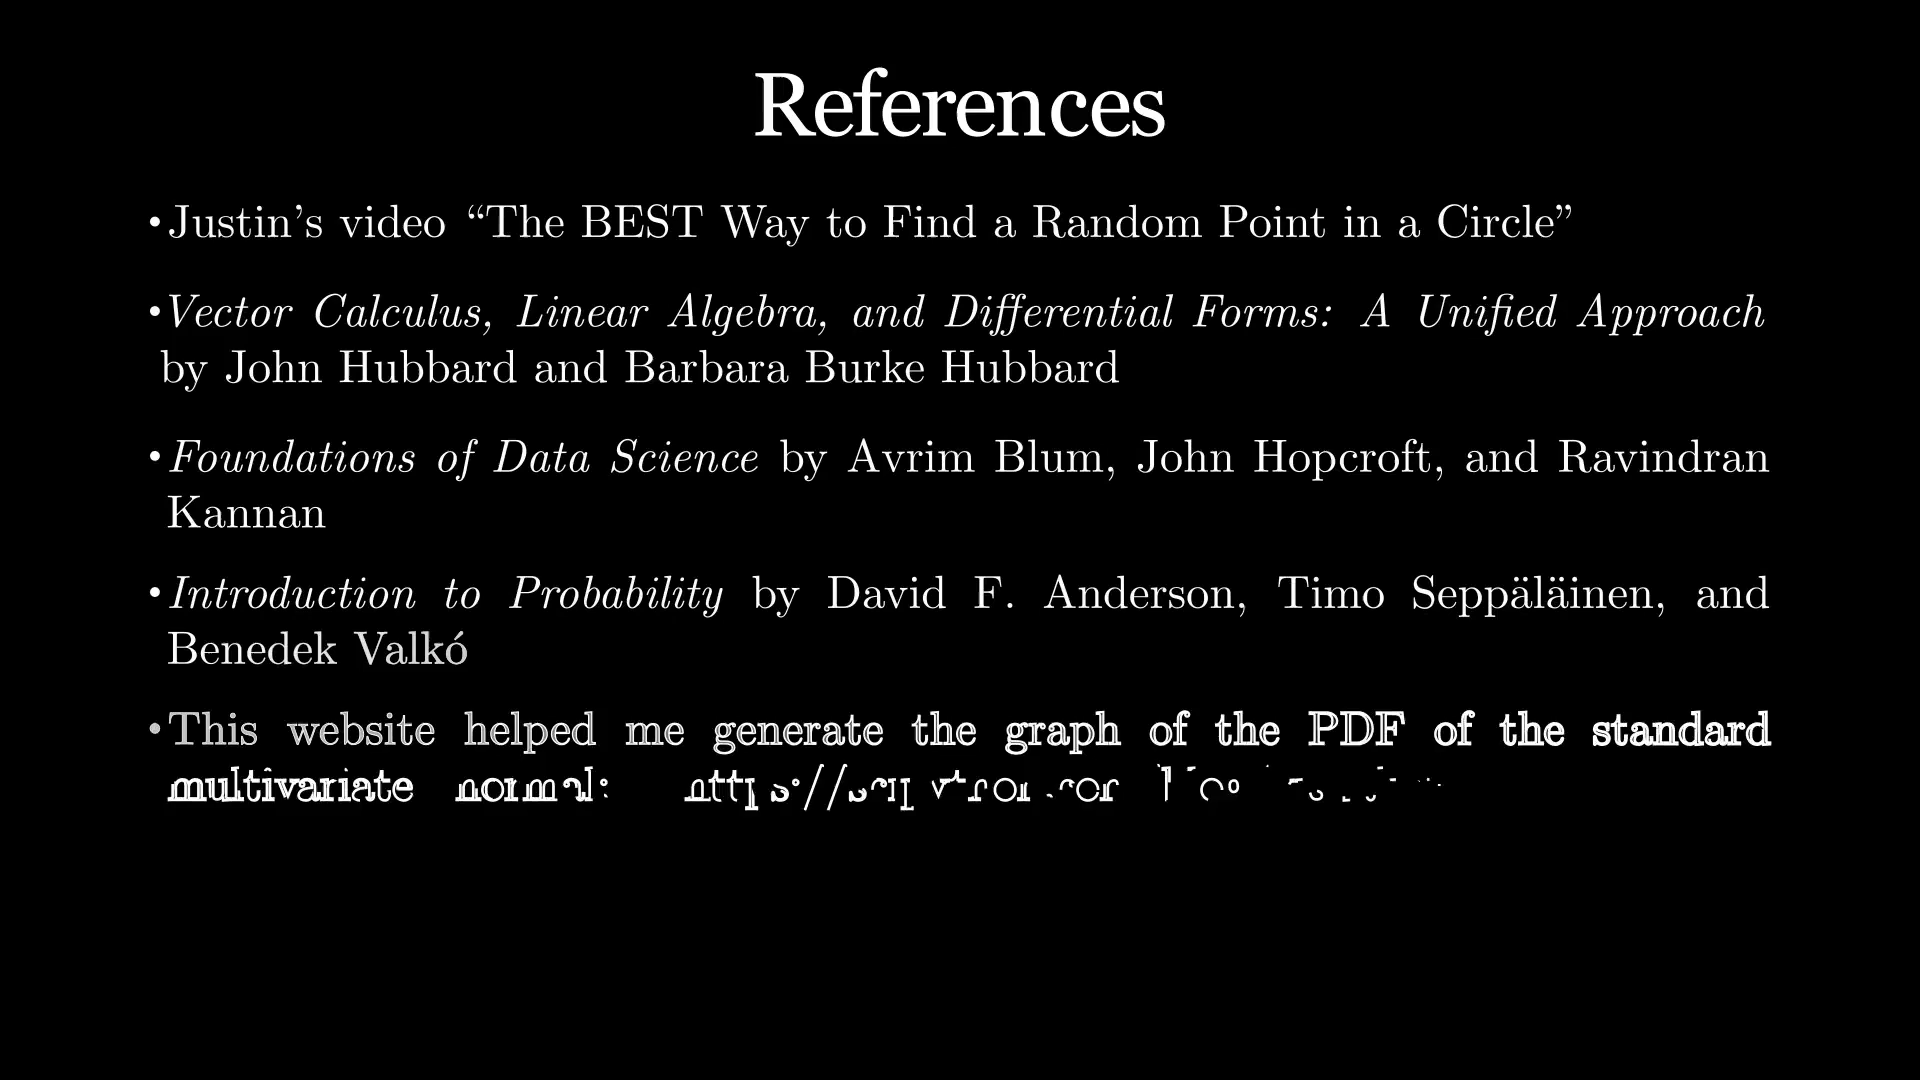 References
•Justin's video “The BEST Way to Find a Random Point in a Circle”
•Vector Calculus, Linear Algebra, and Differential Forms: A Unified Approach
by John Hubbard and Barbara Burke Hubbard
•Foundations of Data Science by Avrim Blum, John Hopcroft, and Ravindran
Kannan
•Introduction to Probability by David F. Anderson, Timo Seppäläinen, and
Benedek Valkó
•This website helped me generate the graph of the PDF of the standard
multivariate normal: